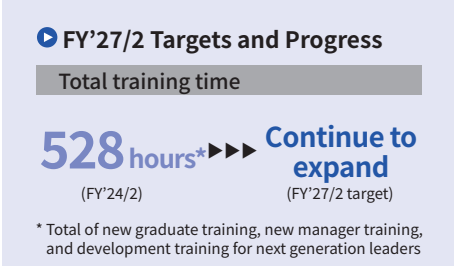 FY’27/2 Targets and Progress
Total training time
528 hours* ▶▶▶ Continue to
expand
(FY’24/2) (FY’27/2 target)
* Total of new graduate training, new manager training,
and development training for next generation leaders